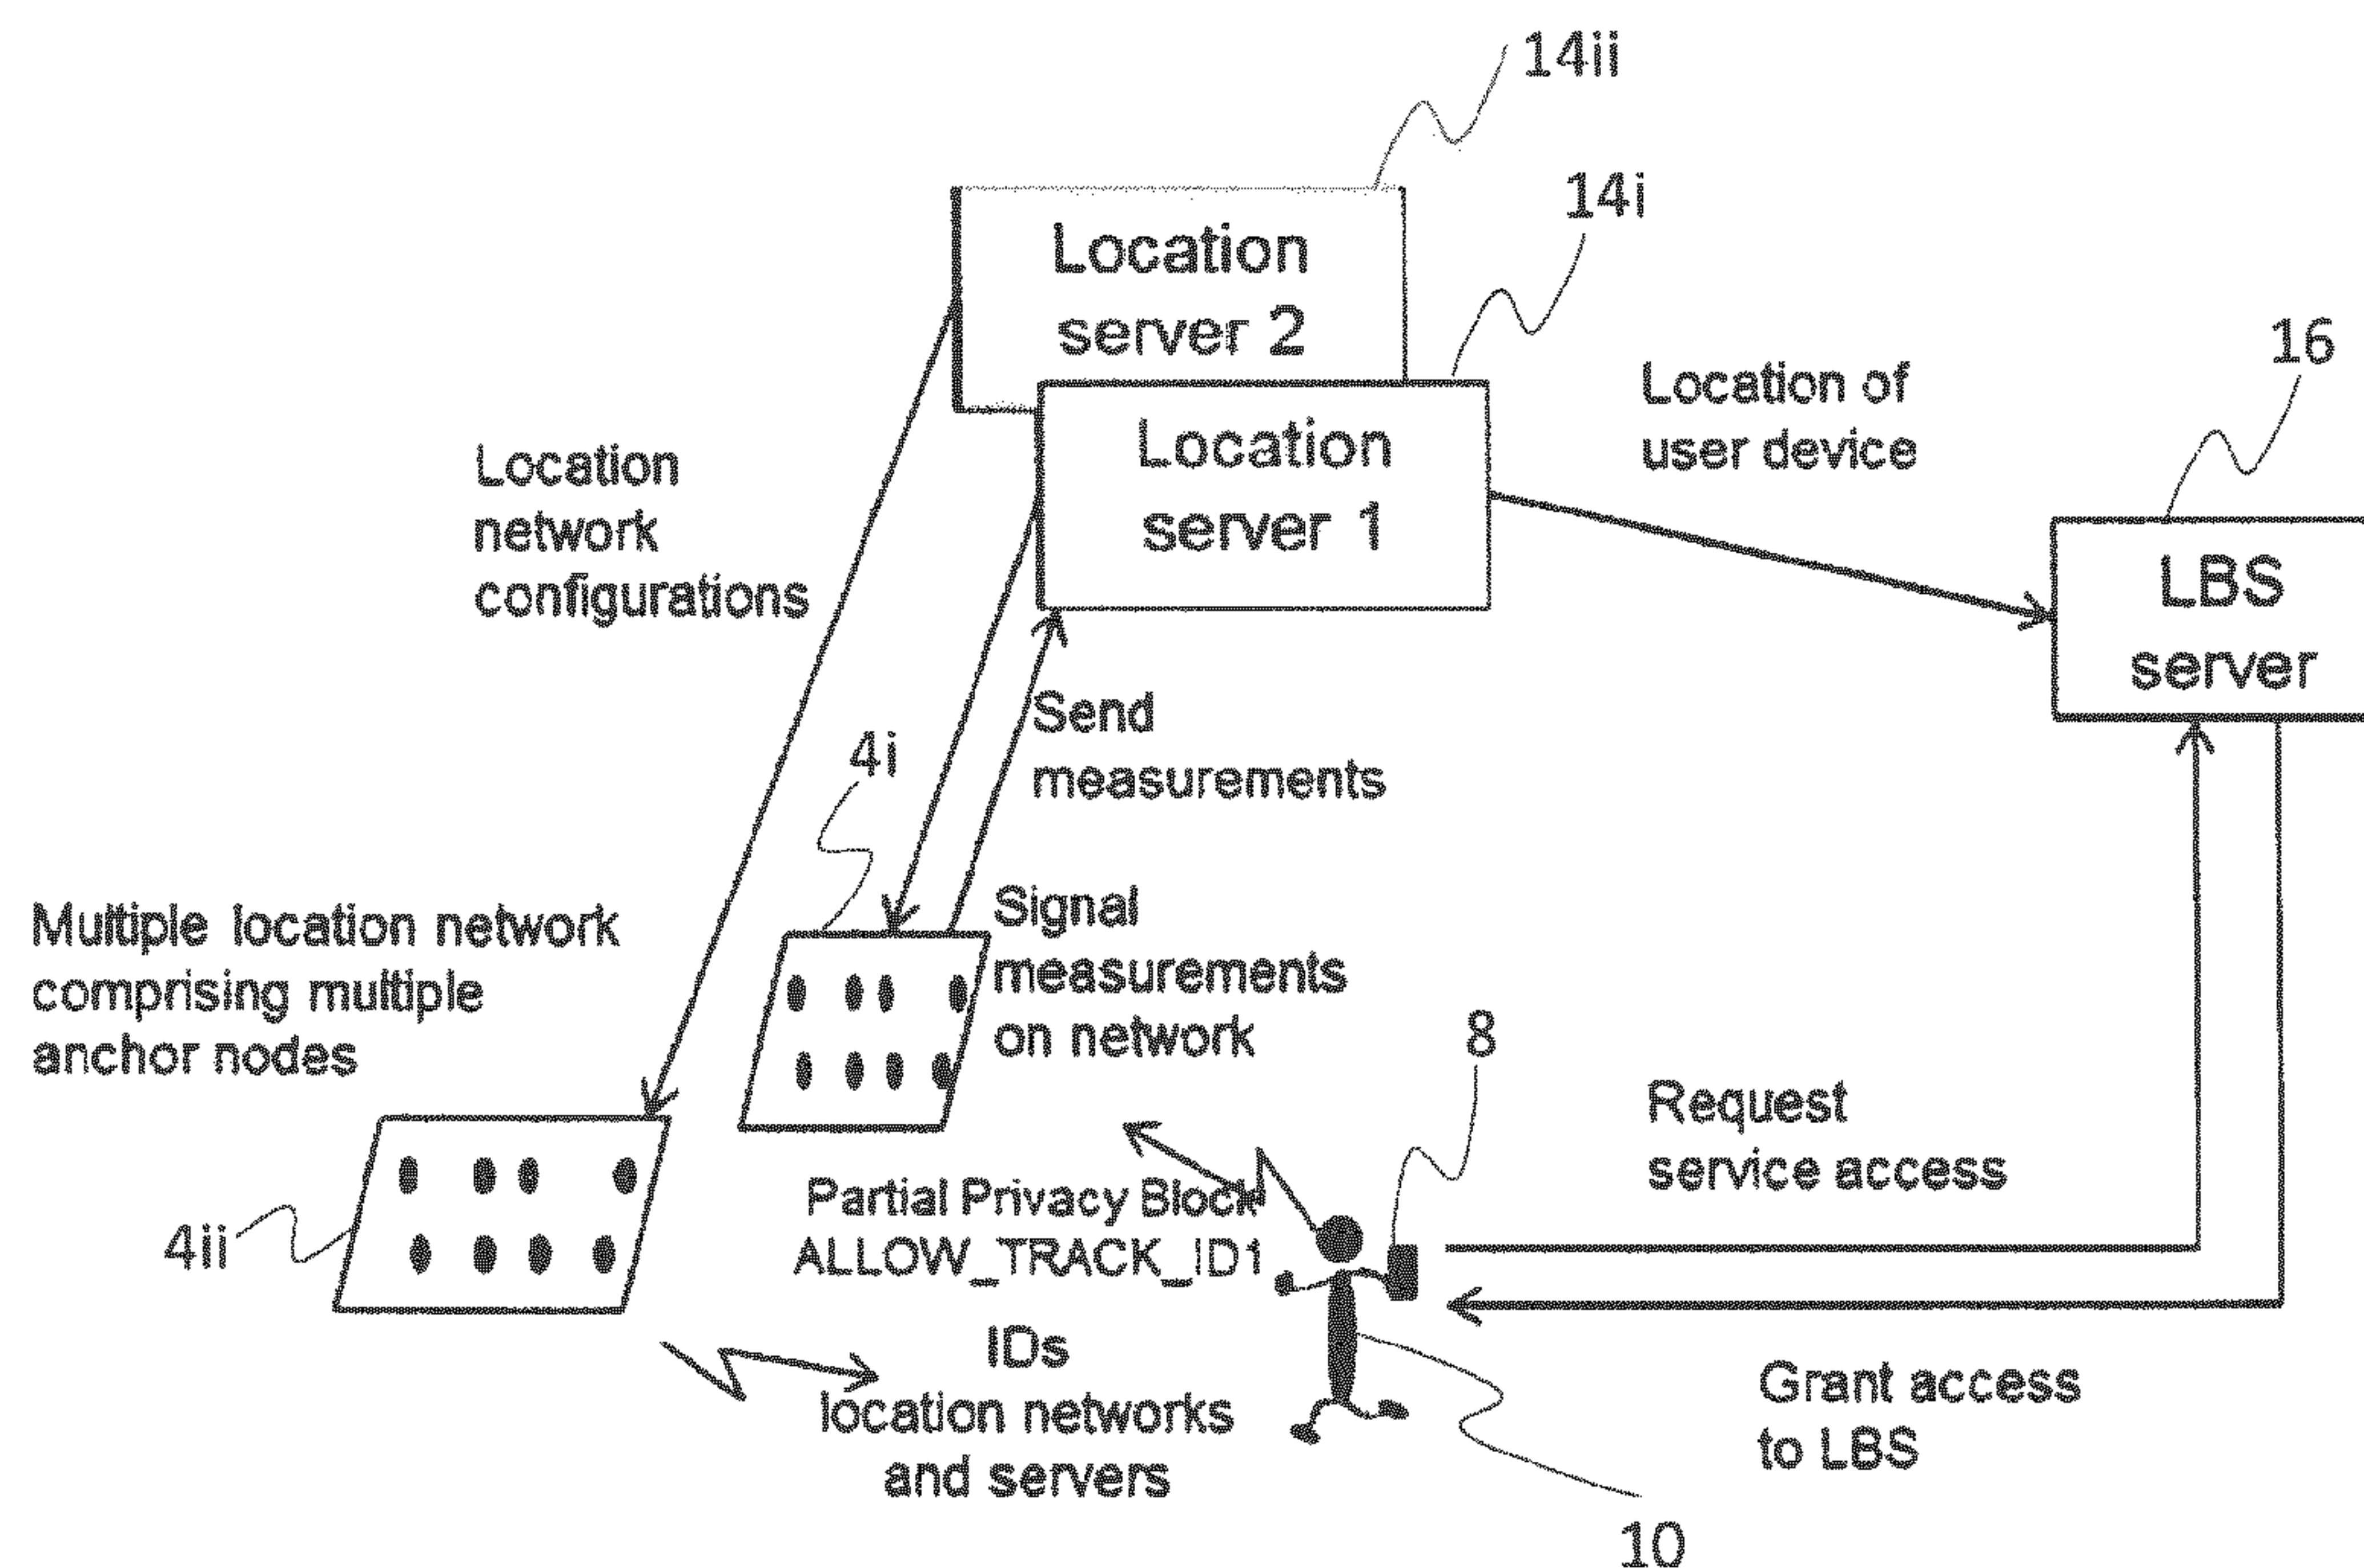 14ii
14i
Location
server 2
16
Location of
user device
Location
server 1
Location
network
configurations
LBS
server
Send
measurements
4i
Signal
measurements
on network
Multiple location network
comprising multiple
anchor nodes
8
Request
service access
Partial Privacy Block
ALLOW_TRACK_ID1
4ii
IDs
location networks
and servers
Grant access
to LBS
10